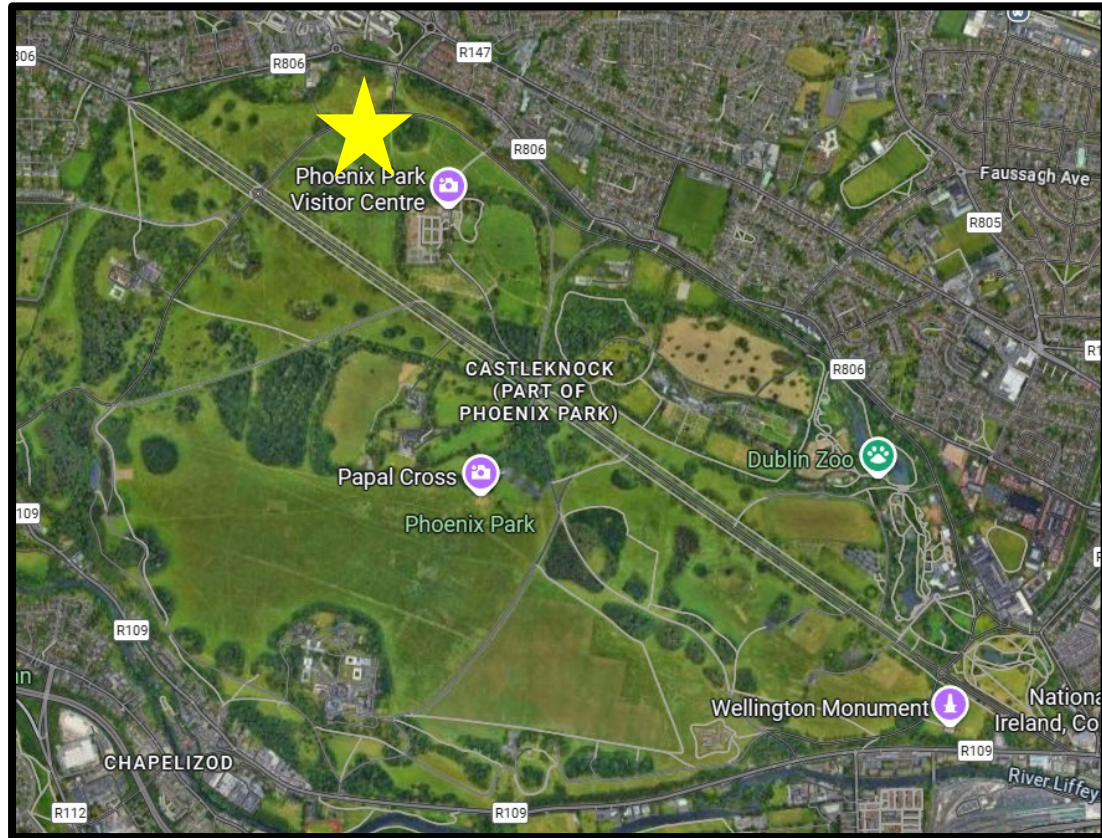 806
R806
R147
R806
Faussagh Ave
R805
Phoenix Park
Visitor Centre
R806
CASTLEKNOCK
(PART OF
PHOENIX PARK)
Dublin Zoo
Papal Cross
Phoenix Park
109
R109
Wellington Monument
Nationa
Ireland, Co
R109
CHAPELIZOD
River Liffey
R112
R109